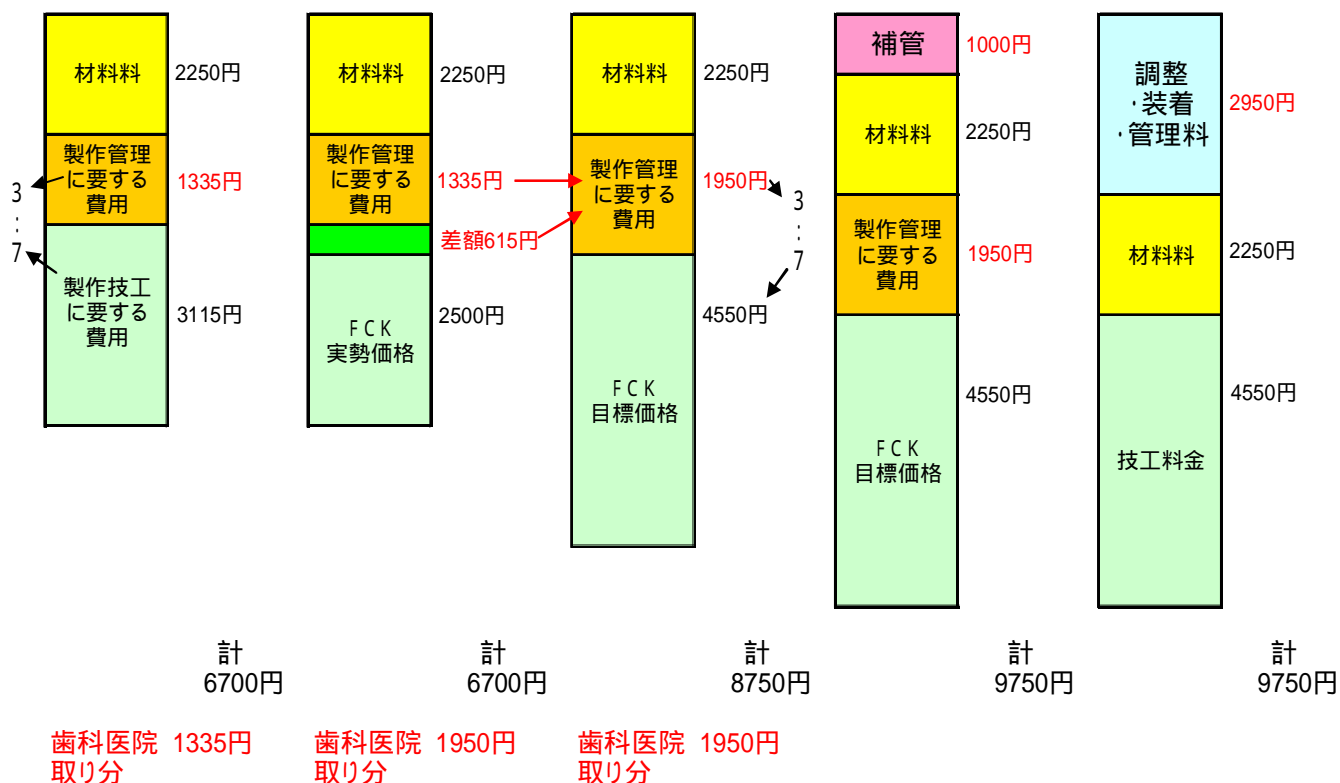 材料料
2250円
製作管理
に要する
費用
1335円
3
:
7
製作技工
に要する
費用
3115円
材料料
2250円
製作管理
に要する
費用
1335円
差額615円
FCK
実勢価格
2500円
材料料
2250円
製作管理
に要する
費用
1950円
3
:
7
FCK
目標価格
4550円
補管
1000円
材料料
2250円
製作管理
に要する
費用
1950円
FCK
目標価格
4550円
調整
・装着
・管理料
2950円
材料料
2250円
技工料金
4550円
計
6700円
計
6700円
計
8750円
計
9750円
計
9750円
歯科医院 1335円
取り分
歯科医院 1950円
取り分
歯科医院 1950円
取り分